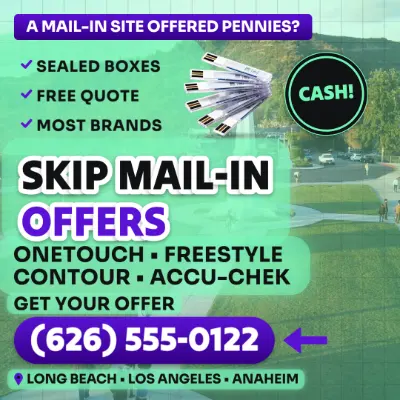 A MAIL-IN SITE OFFERED PENNIES?
SEALED BOXES
FREE QUOTE
MOST BRANDS
CASH!
SKIP MAIL-IN
OFFERS
ONETOUCH • FREESTYLE
CONTOUR • ACCU-CHEK
GET YOUR OFFER
(626) 555-0122
LONG BEACH • LOS ANGELES • ANAHEIM